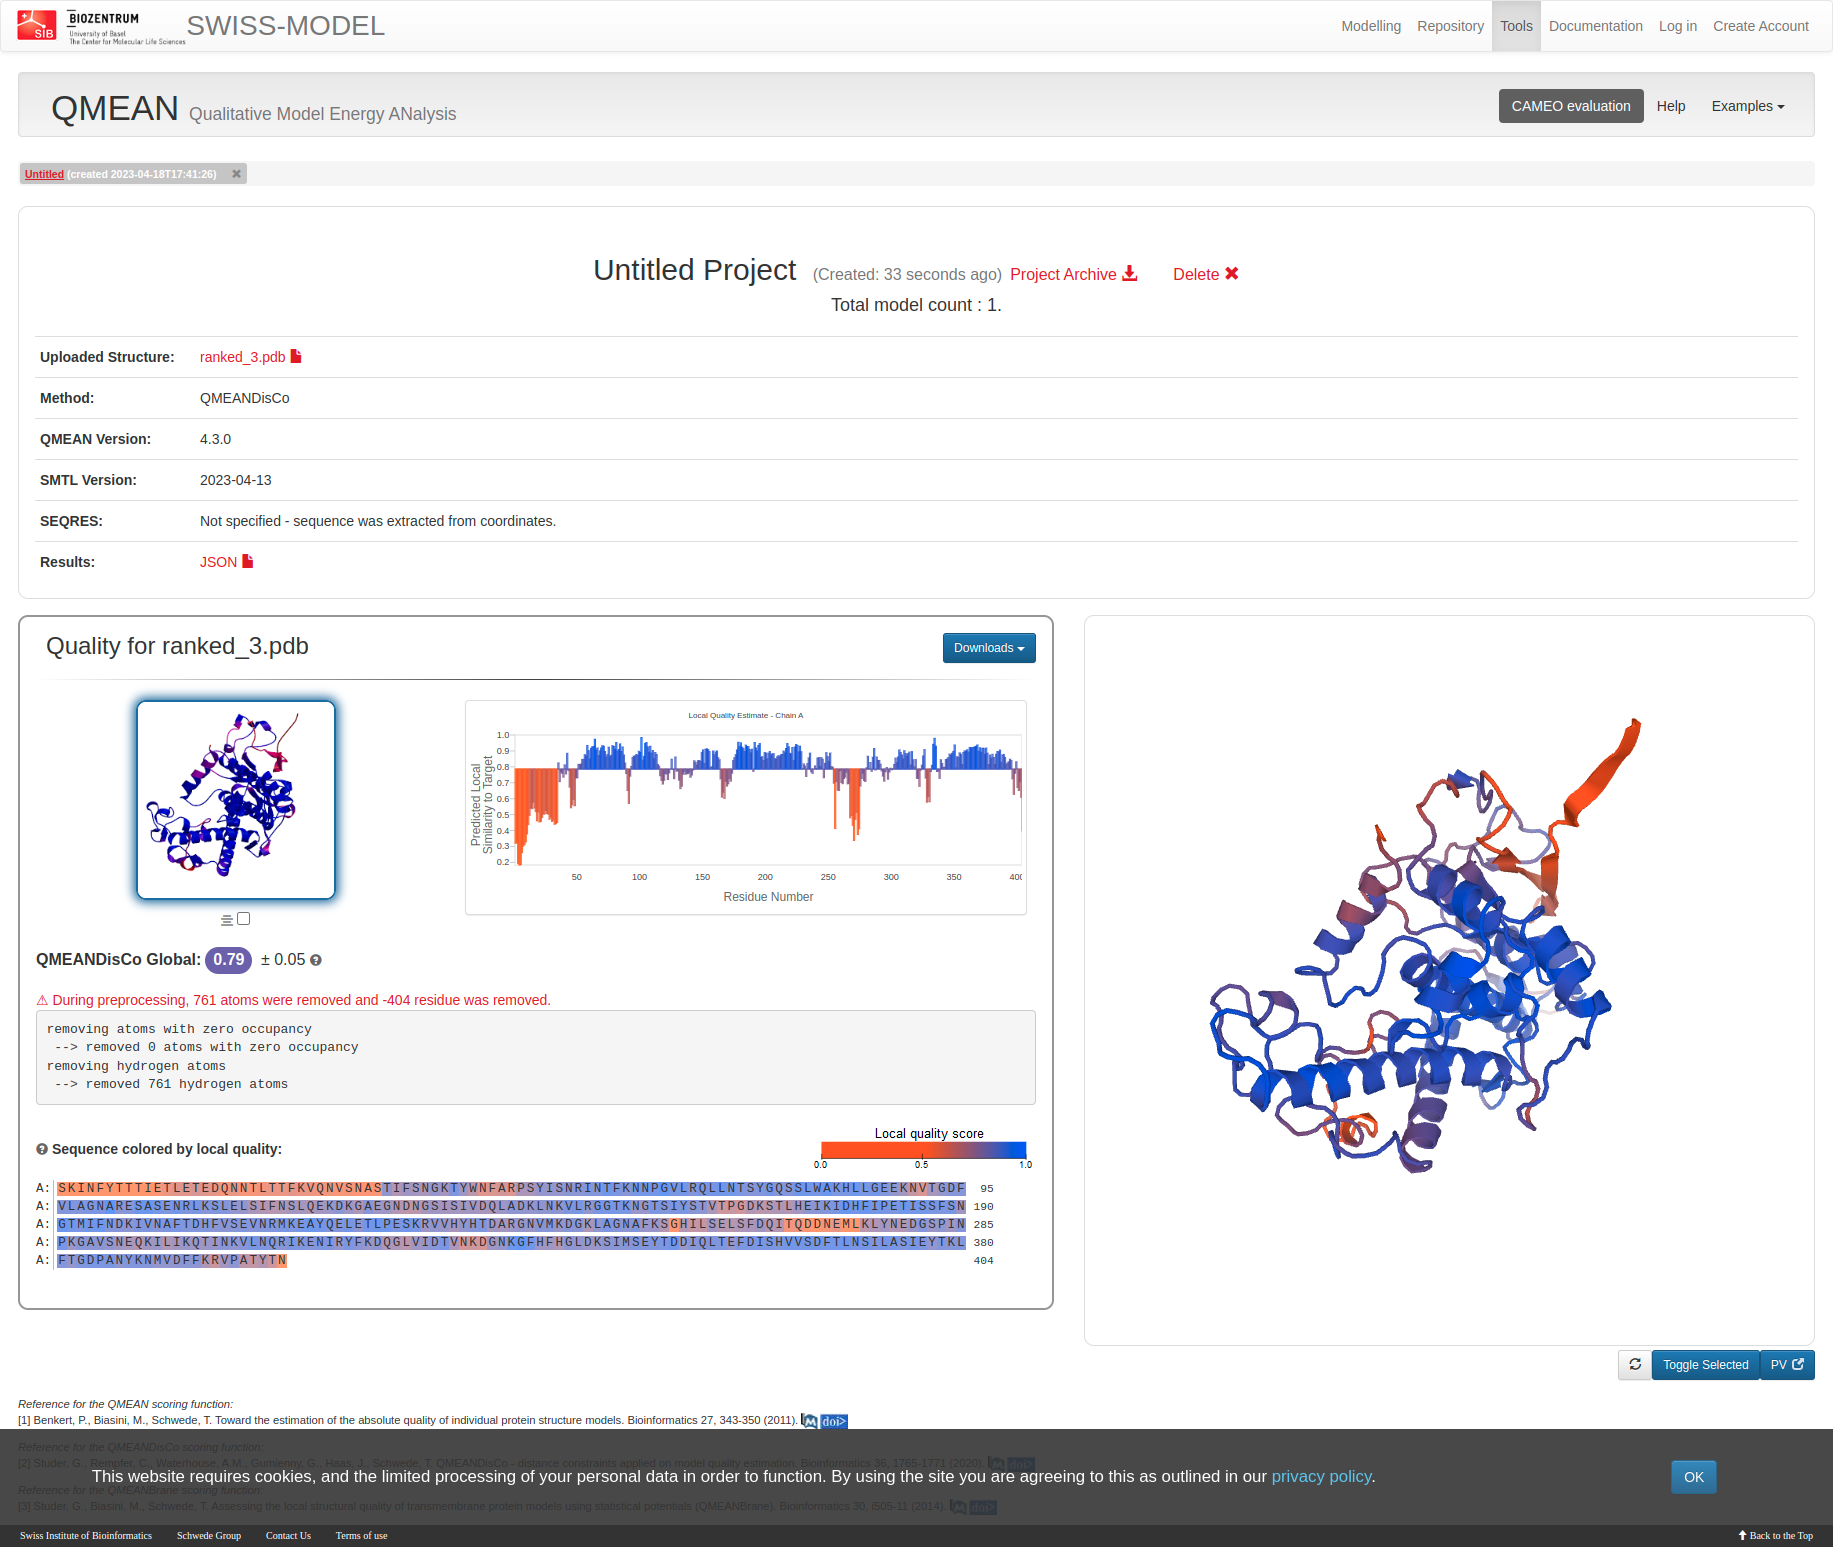 SIB
BIOZENTRUM
University of Basel
The Center for Molecular Life Sciences
SWISS-MODEL
Modelling Repository Tools Documentation Log in Create Account
QMEAN Qualitative Model Energy ANalysis
CAMEO evaluation Help Examples
Untitled (created 2023-04-18T17:41:26)
Untitled Project (Created: 33 seconds ago) Project Archive Delete
Total model count : 1.
Uploaded Structure: ranked_3.pdb
Method: QMEANDisCo
QMEAN Version: 4.3.0
SMTL Version: 2023-04-13
SEQRES: Not specified - sequence was extracted from coordinates.
Results: JSON
Quality for ranked_3.pdb
Downloads
Local Quality Estimate - Chain A
Predicted Local
Similarity to Target
1.0
0.9
0.8
0.7
0.6
0.5
0.4
0.3
0.2
50 100 150 200 250 300 350 400
Residue Number
QMEANDisCo Global: 0.79 ± 0.05
⚠ During preprocessing, 761 atoms were removed and -404 residue was removed.
removing atoms with zero occupancy
--> removed 0 atoms with zero occupancy
removing hydrogen atoms
--> removed 761 hydrogen atoms
Sequence colored by local quality:
Local quality score
0.0 0.5 1.0
A: SKINFYTTTIETLETEDQNNTLTTFKVQNVSNASTIFSNGKTYWNFARPSYISNRINTFKNNPGVLRQLLNTSYGQSSLWAKHLLGEEKNVTGDF 95
A: VLAGNARESASENRLKSLELSIFNSLQEKDKGAEGNDNGSISIVDQLADKLNKVLRGGTKNGTSIYSTVTPGDKSTLHEIKIDHFIPETISSFSN 190
A: GTMIFNDKIVNAFTDHFVSEVNRMKEAYQELETLPESKRVVHYHTDARGNVMKDGKLAGNAFKSGHILSELSFDQITQDDNEMLKLYNEDGSPIN 285
A: PKGAVSNEQKILIKQTINKVLNQRIKENIRYFKDQGLVIDTVNKDGNKGFHFHGLDKSIMSEYTDDIQLTEFDISHVVSDFTLNSILASIEYTKL 380
A: FTGDPANYKNMVDFFKRVPATYTN 404
Toggle Selected PV
Reference for the QMEAN scoring function:
[1] Benkert, P., Biasini, M., Schwede, T. Toward the estimation of the absolute quality of individual protein structure models. Bioinformatics 27, 343-350 (2011). doi>
Reference for the QMEANDisCo scoring function:
[2] Studer, G., Rempfer, C., Waterhouse, A.M., Gumienny, G., Haas, J., Schwede, T. QMEANDisCo - distance constraints applied on model quality estimation. Bioinformatics 36, 1765-1771 (2020). doi>
This website requires cookies, and the limited processing of your personal data in order to function. By using the site you are agreeing to this as outlined in our privacy policy.
OK
Reference for the QMEANBrane scoring function:
[3] Studer, G., Biasini, M., Schwede, T. Assessing the local structural quality of transmembrane protein models using statistical potentials (QMEANBrane). Bioinformatics 30, i505-11 (2014). doi>
Swiss Institute of Bioinformatics Schwede Group Contact Us Terms of use
Back to the Top